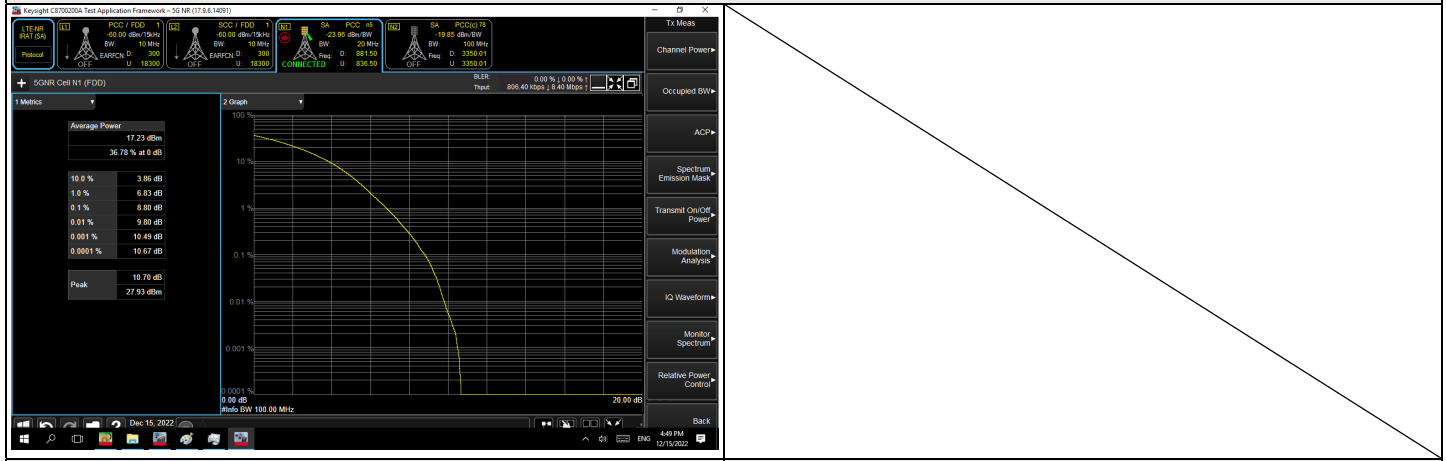 Keysight C8700200A Test Application Framework – 5G NR (17.9.6.14091)
LTE-NR
IRAT (SA)
Protocol
L1 PCC / FDD 1
-60.00 dBm/15kHz
BW: 10 MHz
EARFCN: D: 300
OFF U: 18300
L2 SCC / FDD 1
-60.00 dBm/15kHz
BW: 10 MHz
EARFCN: D: 300
OFF U: 18300
N1 SA PCC n5
-23.95 dBm/BW
BW: 20 MHz
Freq: D: 881.50
CONNECTED U: 836.50
N2 SA PCC(c) 78
-19.85 dBm/BW
BW: 100 MHz
Freq: D: 3350.01
OFF U: 3350.01
5GNR Cell N1 (FDD)
BLER: 0.00 % ↓ 0.00 % ↑
Thput: 806.40 kbps ↓ 8.40 Mbps ↑
1 Metrics
Average Power
17.23 dBm
36.78 % at 0 dB
10.0 % 3.86 dB
1.0 % 6.83 dB
0.1 % 8.80 dB
0.01 % 9.80 dB
0.001 % 10.49 dB
0.0001 % 10.67 dB
Peak
10.70 dB
27.93 dBm
2 Graph
100 %
10 %
1 %
0.1 %
0.01 %
0.001 %
0.0001 %
0.00 dB 20.00 dB
#Info BW 100.00 MHz
Tx Meas
Channel Power
Occupied BW
ACP
Spectrum
Emission Mask
Transmit On/Off
Power
Modulation
Analysis
IQ Waveform
Monitor
Spectrum
Relative Power
Control
Back
? Dec 15, 2022
ENG
4:49 PM
12/15/2022